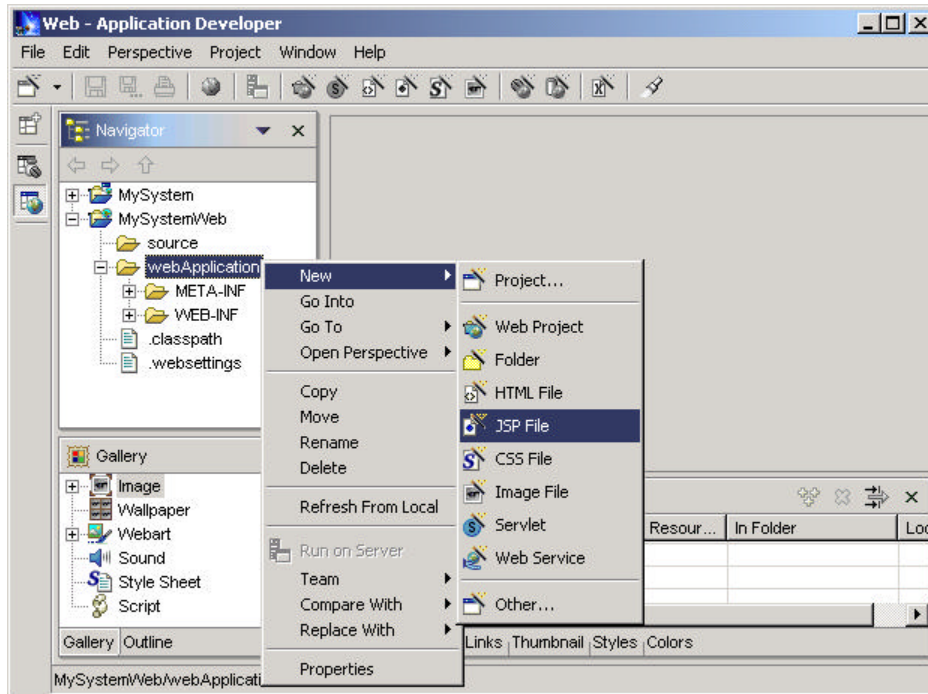 Web - Application Developer
File Edit Perspective Project Window Help
Navigator
MySystem
MySystemWeb
source
webApplication
META-INF
WEB-INF
.classpath
.websettings
New
Go Into
Go To
Open Perspective
Copy
Move
Rename
Delete
Refresh From Local
Run on Server
Team
Compare With
Replace With
Properties
Project...
Web Project
Folder
HTML File
JSP File
CSS File
Image File
Servlet
Web Service
Other...
Gallery
Image
Wallpaper
Webart
Sound
Style Sheet
Script
Gallery Outline
Resour... In Folder Loc
Links Thumbnail Styles Colors
MySystemWeb/webApplicati